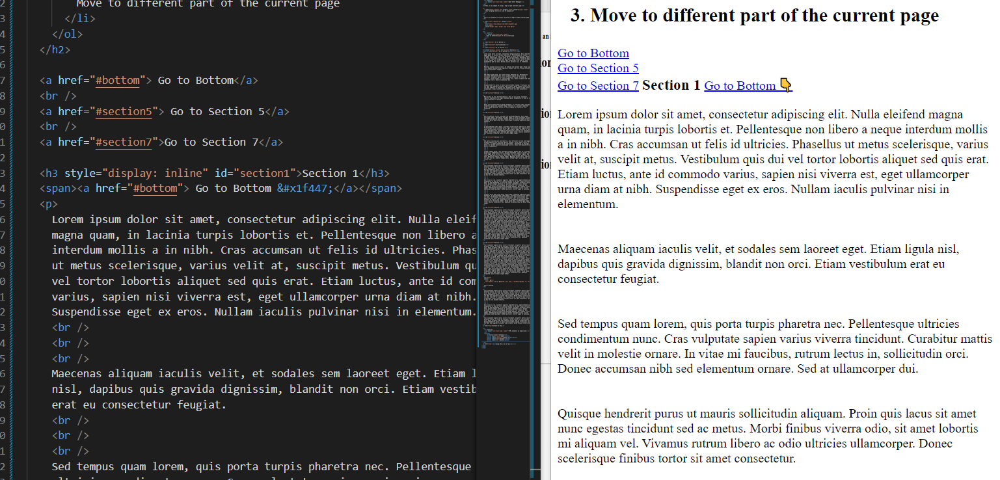 Move to different part of the current page
</li>
</ol>
</h2>
<a href="#bottom"> Go to Bottom</a>
<br />
<a href="#section5"> Go to Section 5</a>
<br />
<a href="#section7">Go to Section 7</a>
<h3 style="display: inline" id="section1">Section 1</h3>
<span><a href="#bottom"> Go to Bottom &#x1f447;</a></span>
<p>
Lorem ipsum dolor sit amet, consectetur adipiscing elit. Nulla eleif
magna quam, in lacinia turpis lobortis et. Pellentesque non libero a
interdum mollis a in nibh. Cras accumsan ut felis id ultricies. Phas
ut metus scelerisque, varius velit at, suscipit metus. Vestibulum qu
vel tortor lobortis aliquet sed quis erat. Etiam luctus, ante id com
varius, sapien nisi viverra est, eget ullamcorper urna diam at nibh.
Suspendisse eget ex eros. Nullam iaculis pulvinar nisi in elementum.
<br />
<br />
<br />
Maecenas aliquam iaculis velit, et sodales sem laoreet eget. Etiam l
nisl, dapibus quis gravida dignissim, blandit non orci. Etiam vestib
erat eu consectetur feugiat.
<br />
<br />
<br />
Sed tempus quam lorem, quis porta turpis pharetra nec. Pellentesque
3. Move to different part of the current page
Go to Bottom
Go to Section 5
Go to Section 7 Section 1 Go to Bottom 👇
Lorem ipsum dolor sit amet, consectetur adipiscing elit. Nulla eleifend magna
quam, in lacinia turpis lobortis et. Pellentesque non libero a neque interdum mollis
a in nibh. Cras accumsan ut felis id ultricies. Phasellus ut metus scelerisque, varius
velit at, suscipit metus. Vestibulum quis dui vel tortor lobortis aliquet sed quis erat.
Etiam luctus, ante id commodo varius, sapien nisi viverra est, eget ullamcorper
urna diam at nibh. Suspendisse eget ex eros. Nullam iaculis pulvinar nisi in
elementum.
Maecenas aliquam iaculis velit, et sodales sem laoreet eget. Etiam ligula nisl,
dapibus quis gravida dignissim, blandit non orci. Etiam vestibulum erat eu
consectetur feugiat.
Sed tempus quam lorem, quis porta turpis pharetra nec. Pellentesque ultricies
condimentum nunc. Cras vulputate sapien varius viverra tincidunt. Curabitur mattis
velit in molestie ornare. In vitae mi faucibus, rutrum lectus in, sollicitudin orci.
Donec accumsan nibh sed elementum ornare. Sed at ullamcorper dui.
Quisque hendrerit purus ut mauris sollicitudin aliquam. Proin quis lacus sit amet
nunc egestas tincidunt sed ac metus. Morbi finibus viverra odio, sit amet lobortis
mi aliquam vel. Vivamus rutrum libero ac odio ultricies ullamcorper. Donec
scelerisque finibus tortor sit amet consectetur.